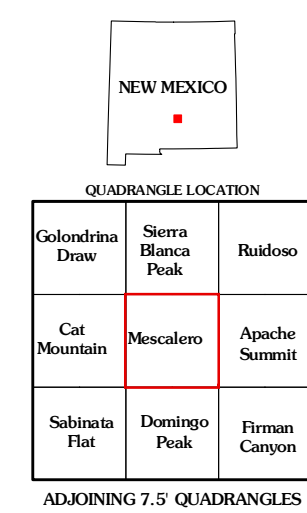 NEW MEXICO
QUADRANGLE LOCATION
Golondrina
Draw
Sierra
Blanca
Peak
Ruidoso
Cat
Mountain
Mescalero
Apache
Summit
Sabinata
Flat
Domingo
Peak
Firman
Canyon
ADJOINING 7.5' QUADRANGLES